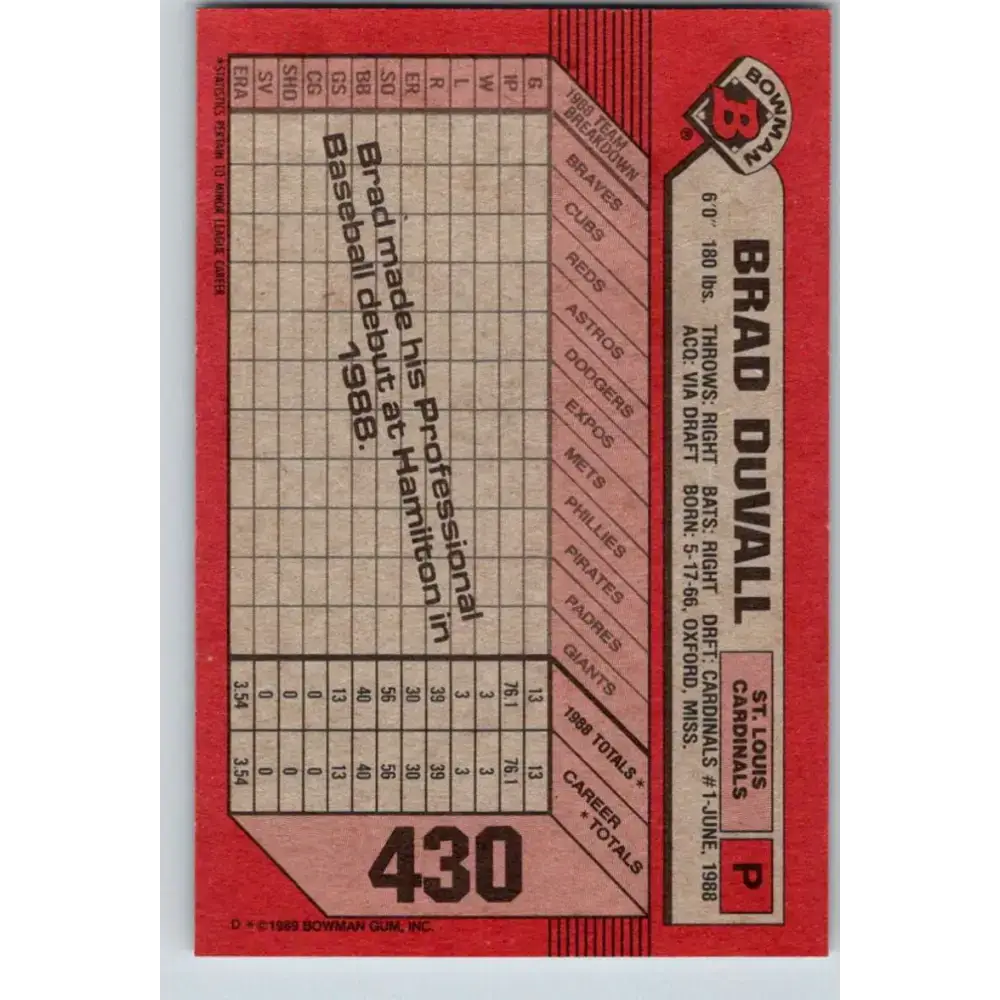 BOWMAN
B
®
BRAD DUVALL
ST. LOUIS
CARDINALS
P
6'0" 180 lbs. THROWS: RIGHT BATS: RIGHT DRFT: CARDINALS #1-JUNE, 1988
ACQ: VIA DRAFT BORN: 5-17-66, OXFORD, MISS.
1988 TEAM
BREAKDOWN
BRAVES
CUBS
REDS
ASTROS
DODGERS
EXPOS
METS
PHILLIES
PIRATES
PADRES
GIANTS
1988 TOTALS *
CAREER
* TOTALS
G 13 13
IP 76.1 76.1
W 3 3
L 3 3
R 39 39
ER 30 30
SO 56 56
BB 40 40
GS 13 13
CG 0 0
SHO 0 0
SV 0 0
ERA 3.54 3.54
Brad made his Professional
Baseball debut at Hamilton in
1988.
430
*STATISTICS PERTAIN TO MINOR LEAGUE CAREER
D *©1989 BOWMAN GUM, INC.